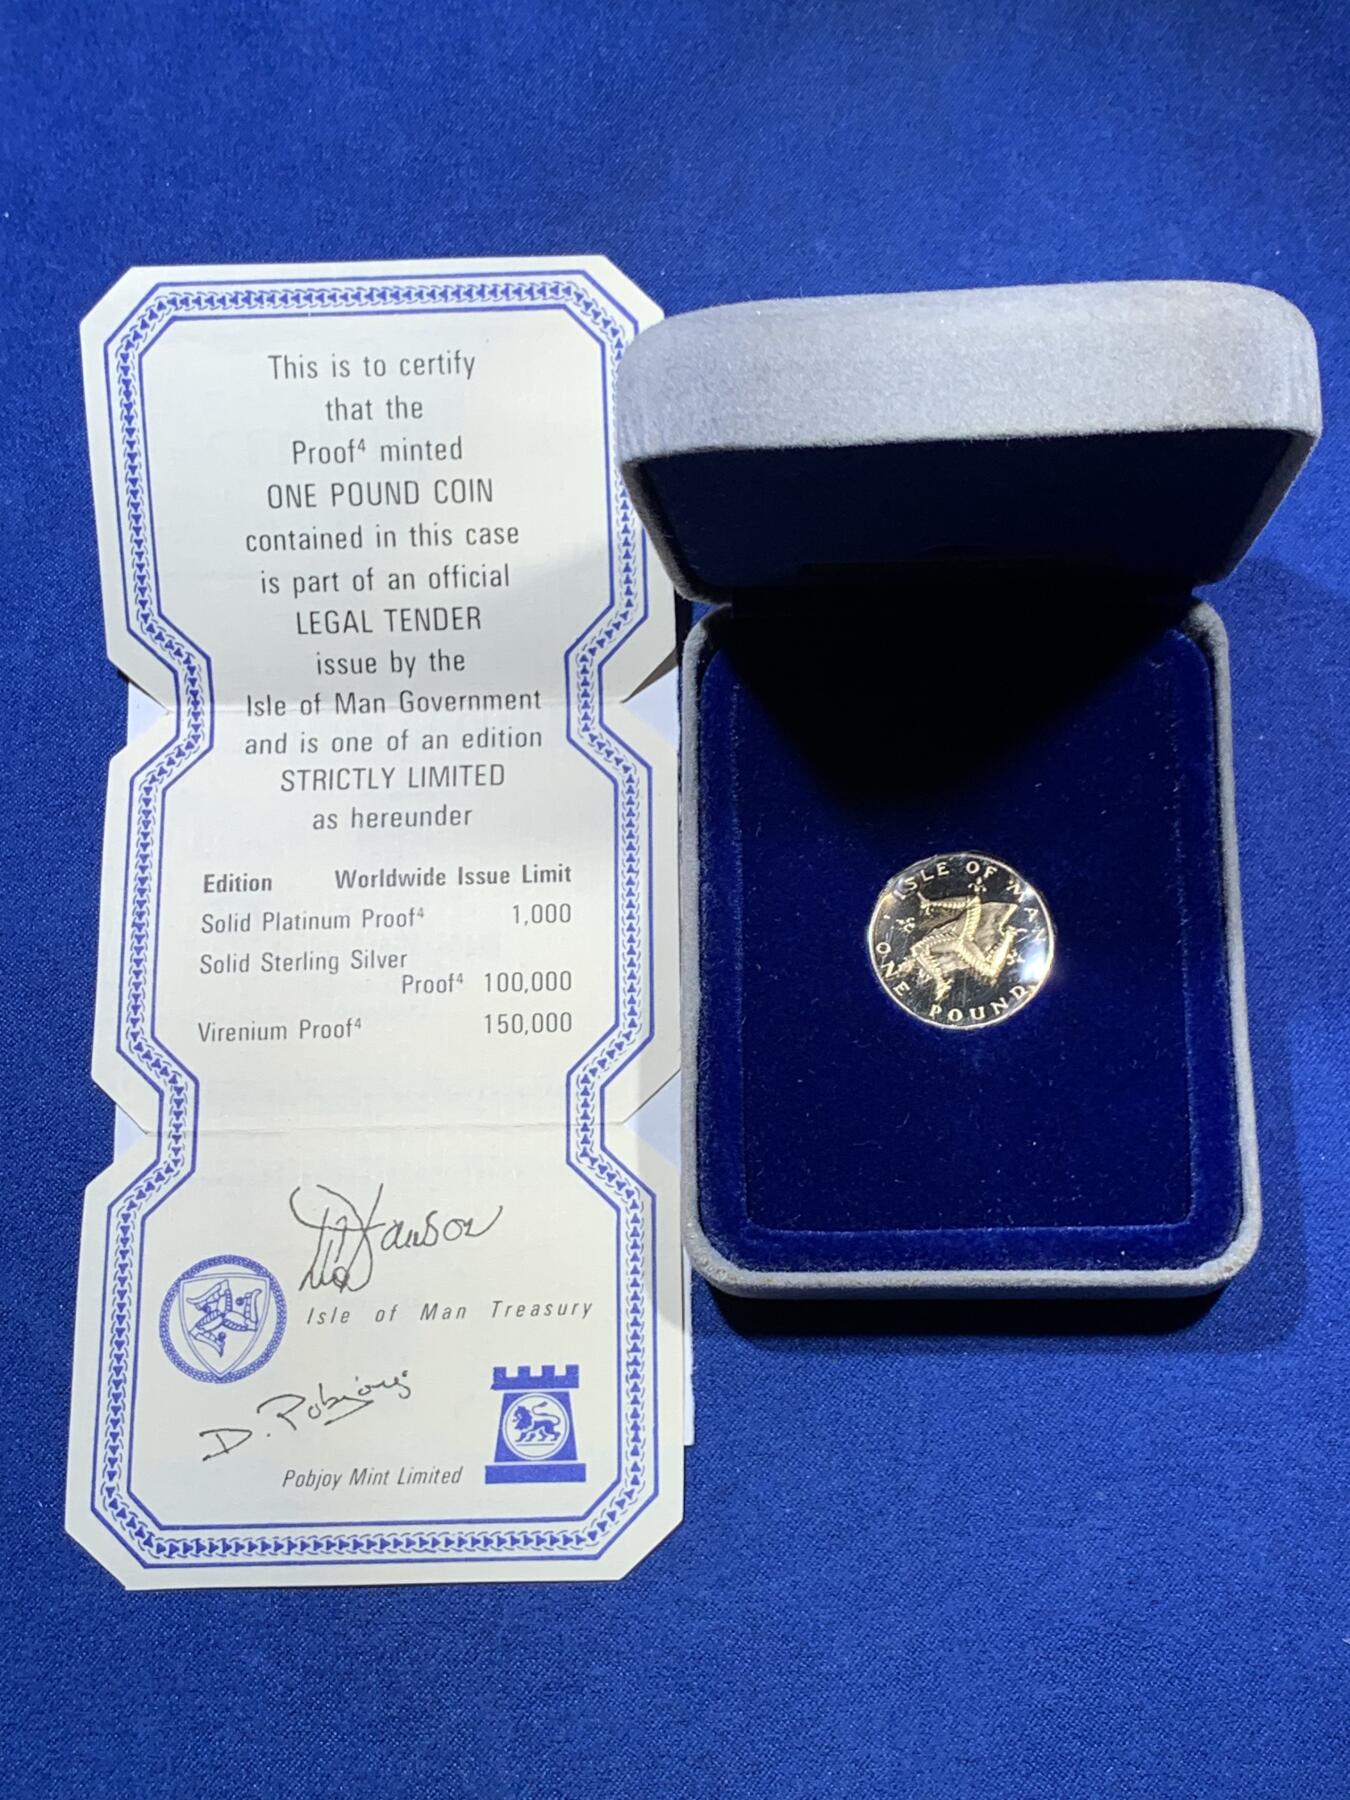 This is to certify
that the
Proof⁴ minted
ONE POUND COIN
contained in this case
is part of an official
LEGAL TENDER
issue by the
Isle of Man Government
and is one of an edition
STRICTLY LIMITED
as hereunder
Edition Worldwide Issue Limit
Solid Platinum Proof⁴ 1,000
Solid Sterling Silver
Proof⁴ 100,000
Virenium Proof⁴ 150,000
Isle of Man Treasury
D. Pobjoy
Pobjoy Mint Limited
ISLE OF MAN
ONE POUND